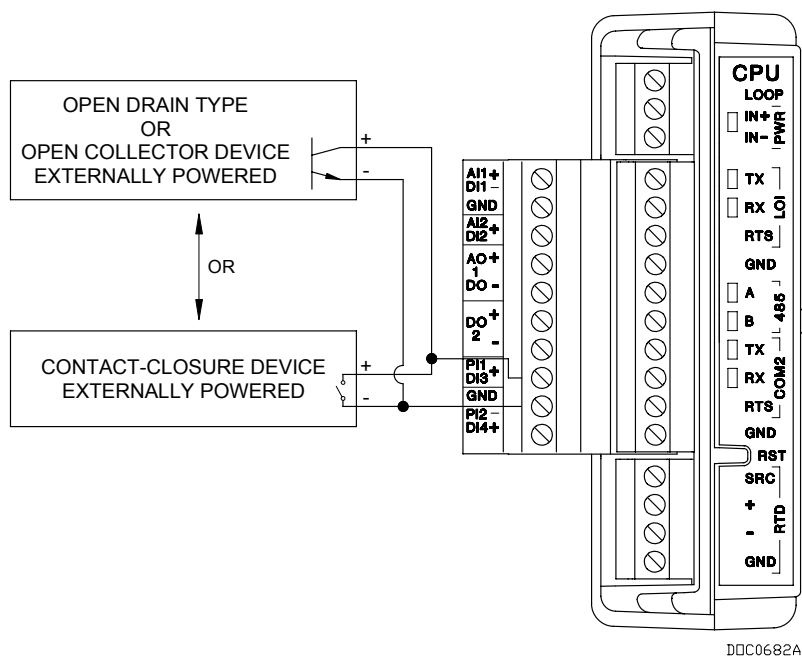 OPEN DRAIN TYPE
OR
OPEN COLLECTOR DEVICE
EXTERNALLY POWERED
+
-
OR
CONTACT-CLOSURE DEVICE
EXTERNALLY POWERED
+
-
AI1 +
DI1 -
GND
AI2
DI2 +
AO +
1
DO -
DO +
2
-
PI1
DI3 +
GND
PI2 -
DI4 +
CPU
LOOP
IN+
IN-
PWR
TX
RX
RTS
LOI
GND
A
B
485
TX
RX
RTS
COM2
GND
RST
SRC
+
-
RTD
GND
DOC0682A